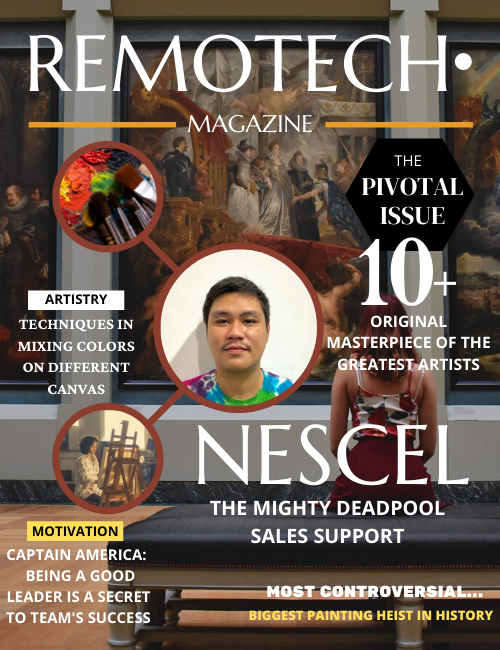 REMOTECH•
MAGAZINE
THE
PIVOTAL
ISSUE
10+
ORIGINAL
MASTERPIECE OF THE
GREATEST ARTISTS
ARTISTRY
TECHNIQUES IN
MIXING COLORS
ON DIFFERENT
CANVAS
NESCEL
THE MIGHTY DEADPOOL
SALES SUPPORT
MOTIVATION
CAPTAIN AMERICA:
BEING A GOOD
LEADER IS A SECRET
TO TEAM'S SUCCESS
MOST CONTROVERSIAL...
BIGGEST PAINTING HEIST IN HISTORY